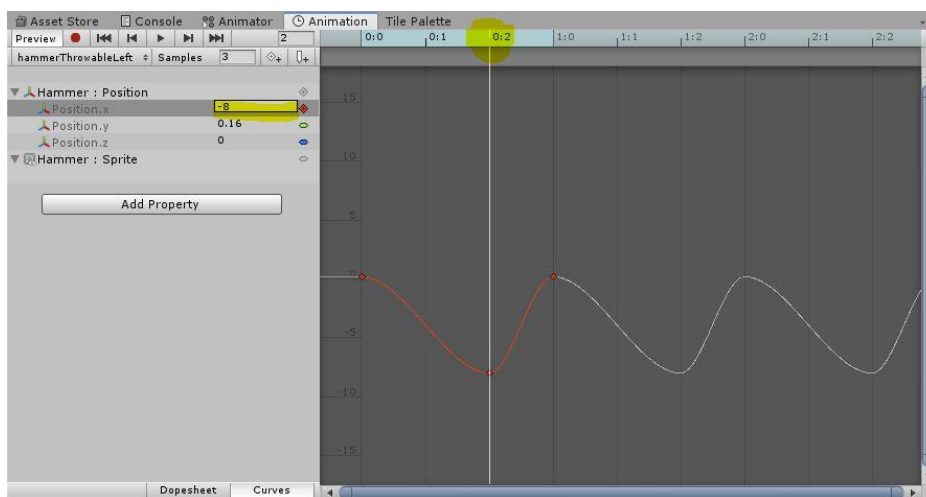 Asset Store Console Animator Animation Tile Palette
Preview 2 0:0 0:1 0:2 1:0 1:1 1:2 2:0 2:1 2:2
hammerThrowableLeft Samples 3
Hammer : Position
Position.x -8
Position.y 0.16
Position.z 0
Hammer : Sprite
Add Property
15
10
5
0
-5
-10
-15
Dopesheet Curves